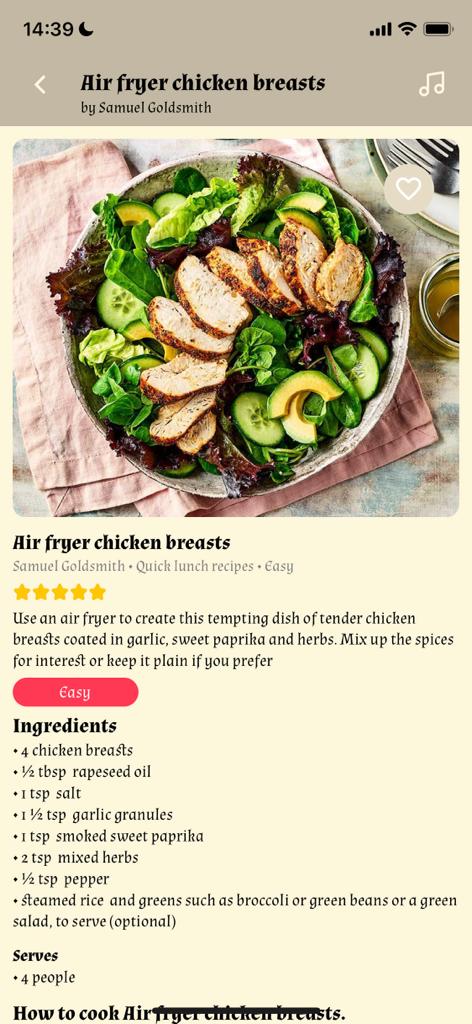 14:39
Air fryer chicken breasts
by Samuel Goldsmith
Air fryer chicken breasts
Samuel Goldsmith • Quick lunch recipes • Easy
Use an air fryer to create this tempting dish of tender chicken
breasts coated in garlic, sweet paprika and herbs. Mix up the spices
for interest or keep it plain if you prefer
Easy
Ingredients
• 4 chicken breasts
• ½ tbsp rapeseed oil
• 1 tsp salt
• 1 ½ tsp garlic granules
• 1 tsp smoked sweet paprika
• 2 tsp mixed herbs
• ½ tsp pepper
• steamed rice and greens such as broccoli or green beans or a green
salad, to serve (optional)
Serves
• 4 people
How to cook Air fryer chicken breasts.